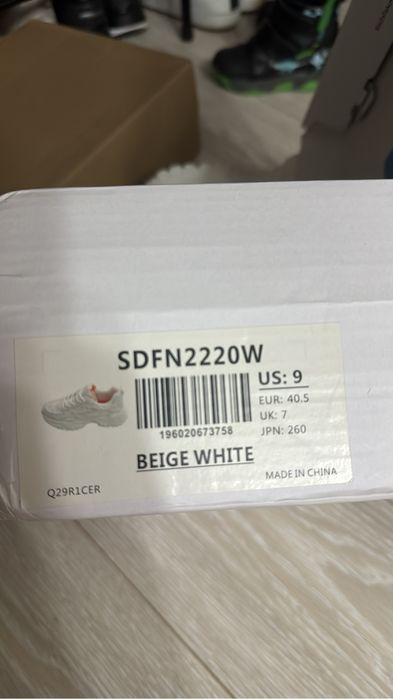 SDFN2220W
US: 9
EUR: 40.5
UK: 7
JPN: 260
196020673758
BEIGE WHITE
MADE IN CHINA
Q29R1CER